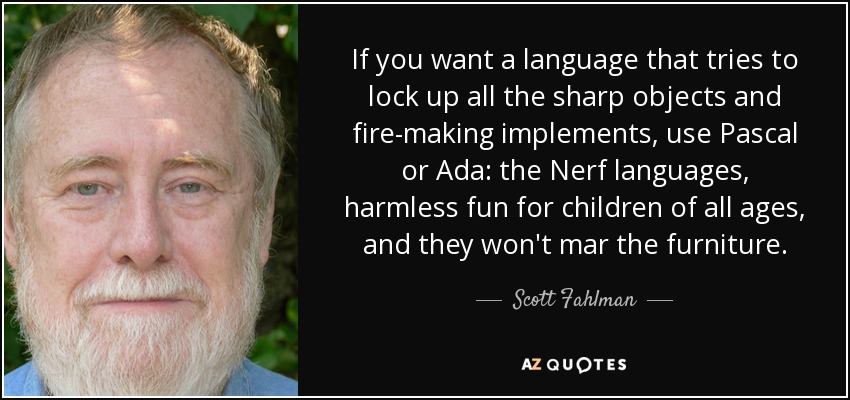 If you want a language that tries to
lock up all the sharp objects and
fire-making implements, use Pascal
or Ada: the Nerf languages,
harmless fun for children of all ages,
and they won't mar the furniture.
Scott Fahlman
AZ QUOTES